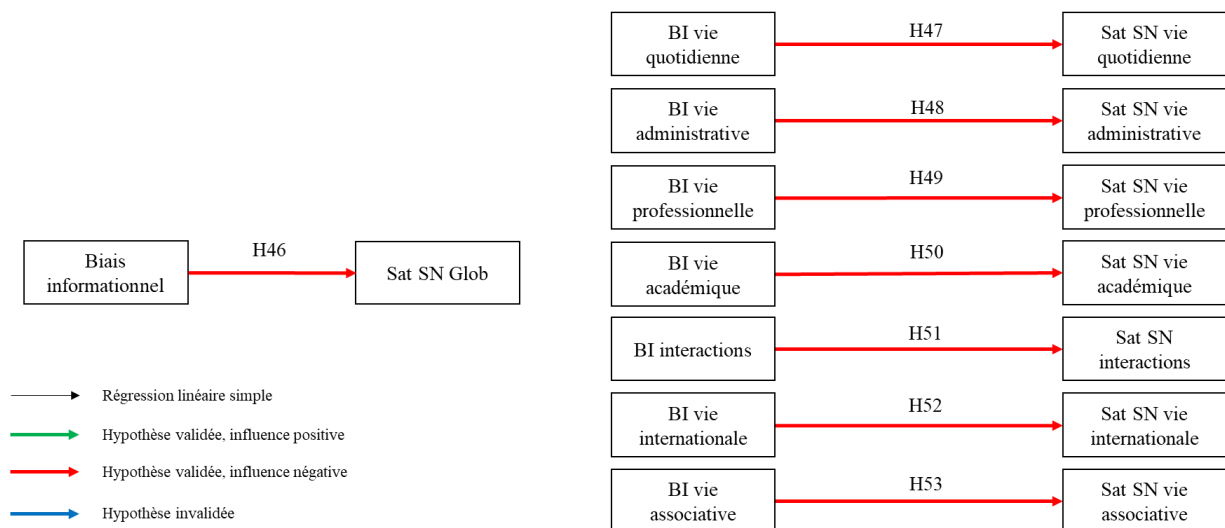 Biais
informationnel
H46
Sat SN Glob
Régression linéaire simple
Hypothèse validée, influence positive
Hypothèse validée, influence négative
Hypothèse invalidée
BI vie
quotidienne
H47
Sat SN vie
quotidienne
BI vie
administrative
H48
Sat SN vie
administrative
BI vie
professionnelle
H49
Sat SN vie
professionnelle
BI vie
académique
H50
Sat SN vie
académique
BI interactions
H51
Sat SN
interactions
BI vie
internationale
H52
Sat SN vie
internationale
BI vie
associative
H53
Sat SN vie
associative